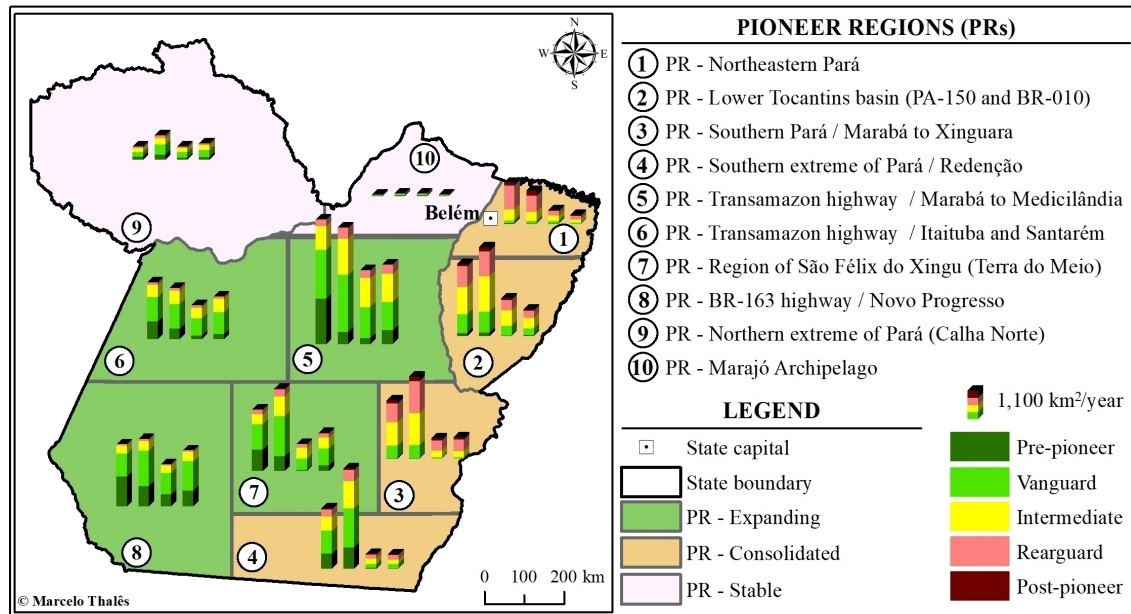 N
W E
S
10
Belém
9
1
6
5
2
7
3
8
4
0 100 200 km
© Marcelo Thalês
PIONEER REGIONS (PRs)
1 PR - Northeastern Pará
2 PR - Lower Tocantins basin (PA-150 and BR-010)
3 PR - Southern Pará / Marabá to Xinguara
4 PR - Southern extreme of Pará / Redenção
5 PR - Transamazon highway / Marabá to Medicilândia
6 PR - Transamazon highway / Itaituba and Santarém
7 PR - Region of São Félix do Xingu (Terra do Meio)
8 PR - BR-163 highway / Novo Progresso
9 PR - Northern extreme of Pará (Calha Norte)
10 PR - Marajó Archipelago
LEGEND
State capital
State boundary
PR - Expanding
PR - Consolidated
PR - Stable
1,100 km²/year
Pre-pioneer
Vanguard
Intermediate
Rearguard
Post-pioneer